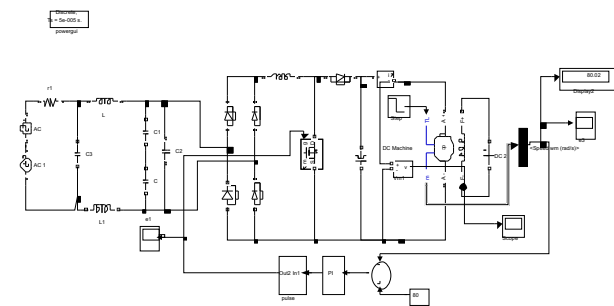 Discrete,
Ts = 5e-005 s.
powergui
r1
L
AC
AC 1
C3
C1
C
C2
L1
e1
Step
DC Machine
TL
m
A+
F+
A-
F-
DC 2
80.02
Display2
<Speed wm (rad/s)>
Scope
Out2 In1
pulse
PI
80